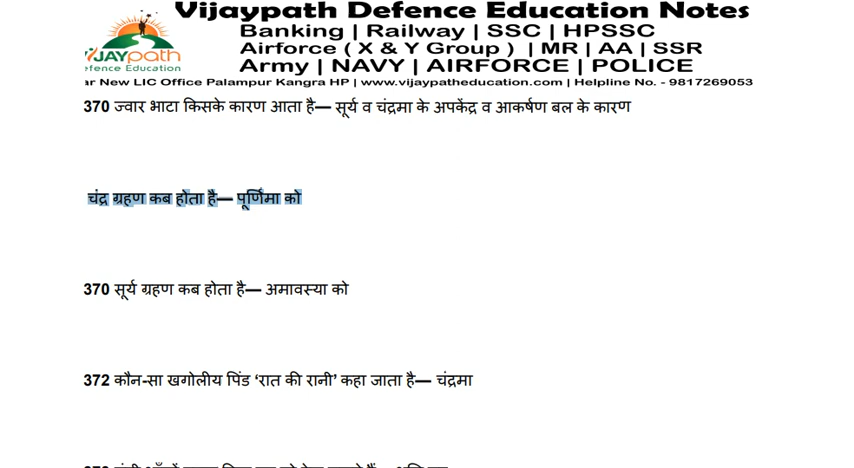 Vijaypath Defence Education Notes
Banking | Railway | SSC | HPSSC
Airforce ( X & Y Group ) | MR | AA | SSR
Army | NAVY | AIRFORCE | POLICE
VIJAYpath
efence Education
ar New LIC Office Palampur Kangra HP | www.vijaypatheducation.com | Helpline No. - 9817269053
370 ज्वार भाटा किसके कारण आता है— सूर्य व चंद्रमा के अपकेंद्र व आकर्षण बल के कारण
चंद्र ग्रहण कब होता है— पूर्णिमा को
370 सूर्य ग्रहण कब होता है— अमावस्या को
372 कौन-सा खगोलीय पिंड ‘रात की रानी’ कहा जाता है— चंद्रमा